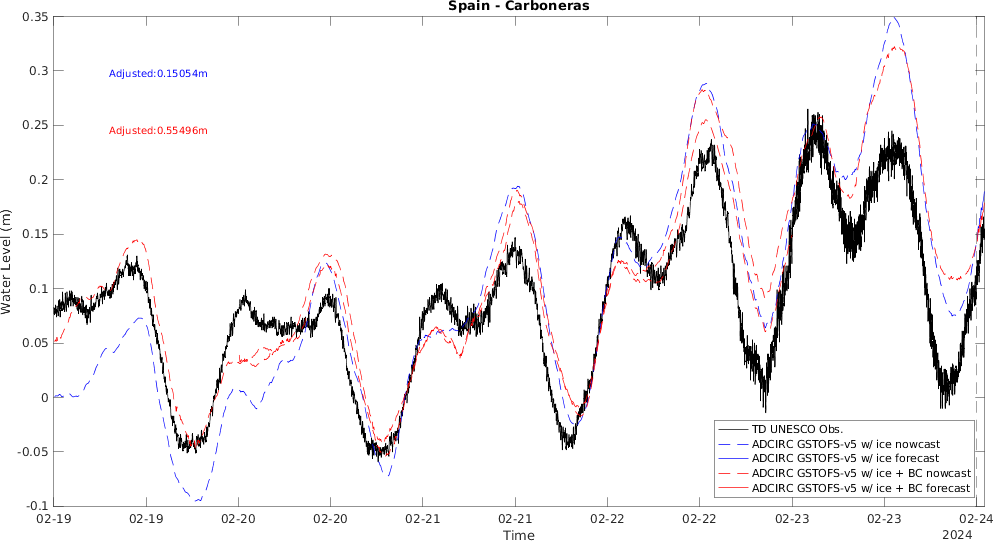 Spain - Carboneras
0.35
0.3
0.25
0.2
0.15
0.1
0.05
0
-0.05
-0.1
Water Level (m)
Adjusted:0.15054m
Adjusted:0.55496m
TD UNESCO Obs.
ADCIRC GSTOFS-v5 w/ ice nowcast
ADCIRC GSTOFS-v5 w/ ice forecast
ADCIRC GSTOFS-v5 w/ ice + BC nowcast
ADCIRC GSTOFS-v5 w/ ice + BC forecast
02-19 02-19 02-20 02-20 02-21 02-21 02-22 02-22 02-23 02-23 02-24
Time
2024